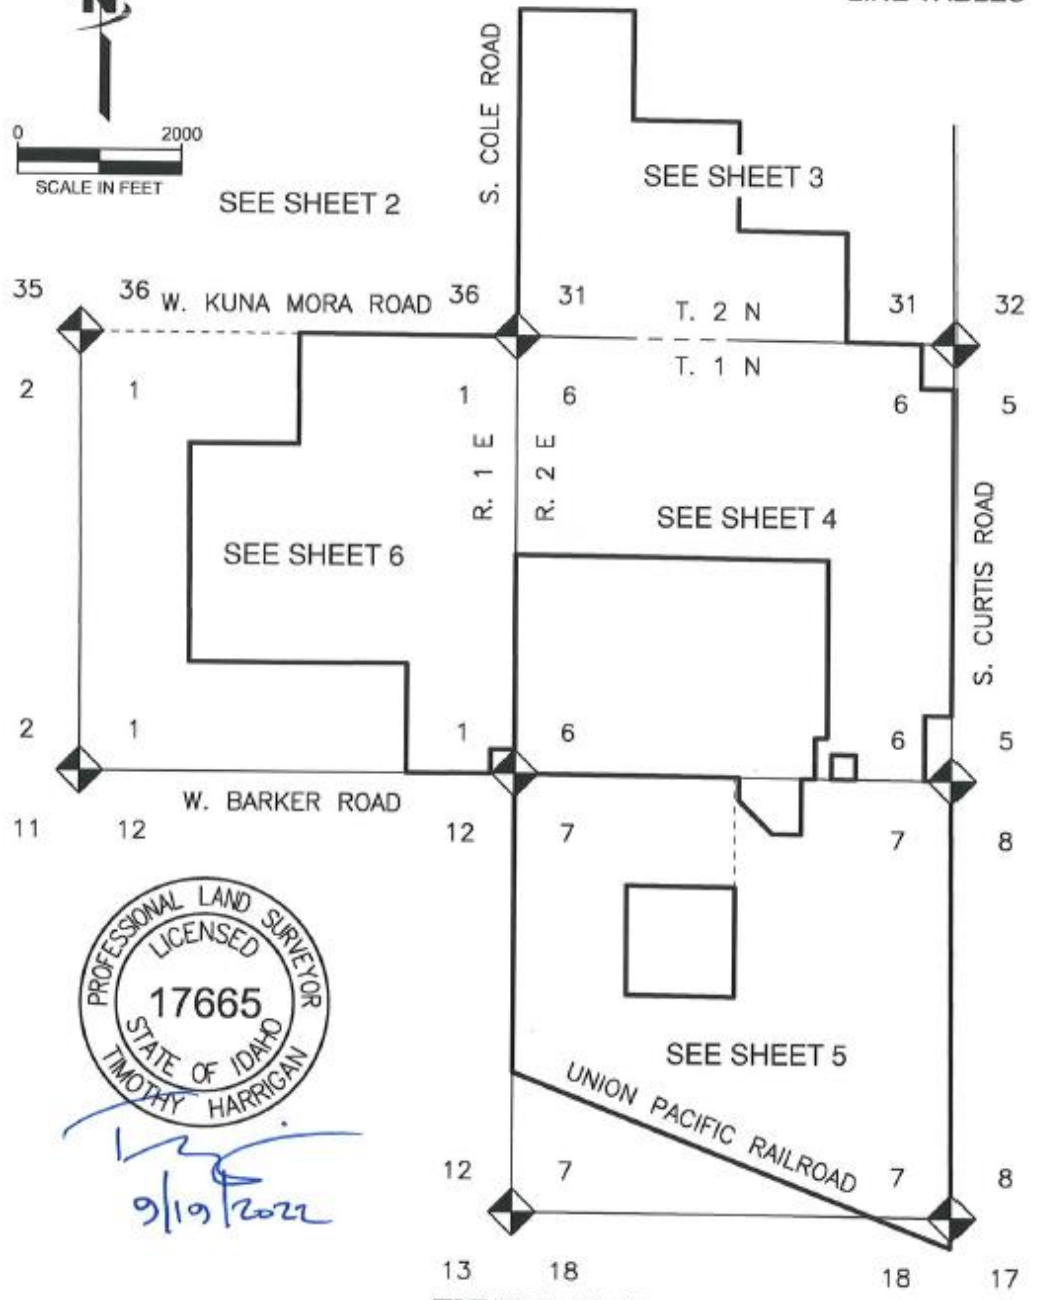 N
0 2000
SCALE IN FEET
S. COLE ROAD
SEE SHEET 2
SEE SHEET 3
35 36 W. KUNA MORA ROAD 36 31 T. 2 N 31 32
2 1 1 6 T. 1 N 6 5
R. 1 E
R. 2 E
SEE SHEET 4
SEE SHEET 6
S. CURTIS ROAD
2 1 1 6 6 5
W. BARKER ROAD
11 12 12 7 7 8
PROFESSIONAL LAND SURVEYOR
LICENSED
17665
STATE OF IDAHO
TIMOTHY HARRIGAN
9/19/2022
SEE SHEET 5
UNION PACIFIC RAILROAD
12 7 7 8
13 18 18 17